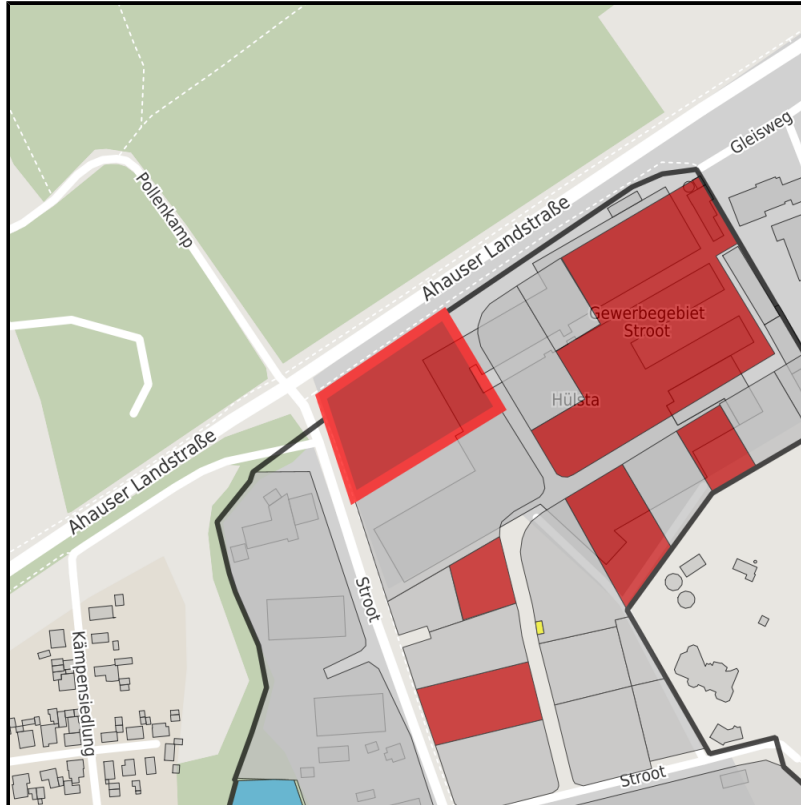 Gleisweg
Pollenkamp
Ahauser Landstraße
Gewerbegebiet
Stroot
Hülsta
Ahauser Landstraße
Stroot
Kämpensiedlung
Stroot